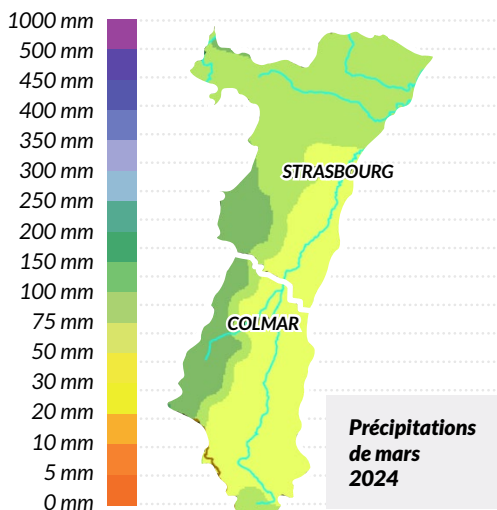 1000 mm
500 mm
450 mm
400 mm
350 mm
300 mm
250 mm
200 mm
150 mm
100 mm
75 mm
50 mm
30 mm
20 mm
10 mm
5 mm
0 mm
STRASBOURG
COLMAR
Précipitations
de mars
2024